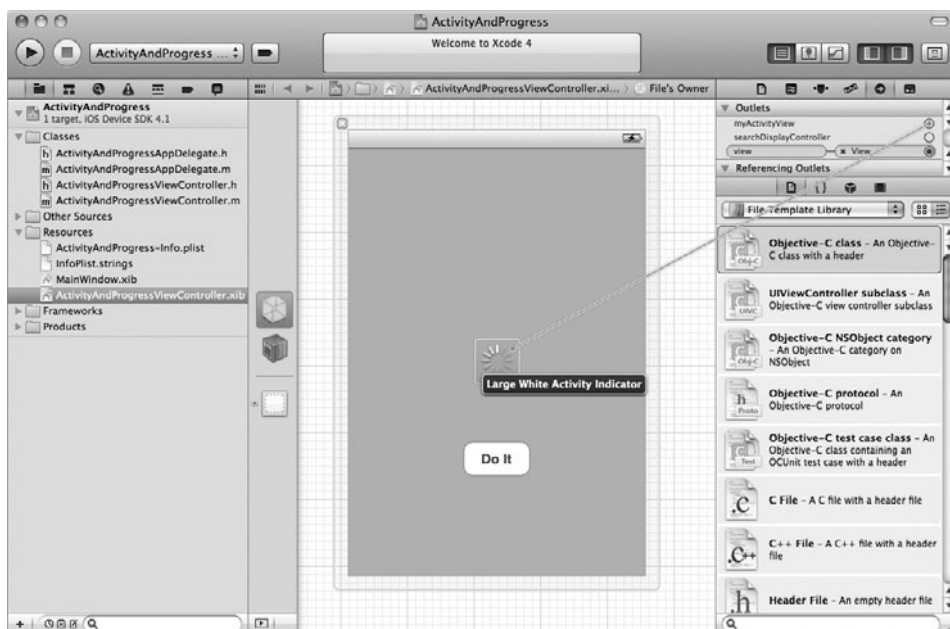 ActivityAndProgress
ActivityAndProgress ...
Welcome to Xcode 4
ActivityAndProgressViewController.xi...
File's Owner
ActivityAndProgress
1 target, iOS Device SDK 4.1
Classes
ActivityAndProgressAppDelegate.h
ActivityAndProgressAppDelegate.m
ActivityAndProgressViewController.h
ActivityAndProgressViewController.m
Other Sources
Resources
ActivityAndProgress-Info.plist
InfoPlist.strings
MainWindow.xib
ActivityAndProgressViewController.xib
Frameworks
Products
Large White Activity Indicator
Do It
Outlets
myActivityView
searchDisplayController
view
View
Referencing Outlets
File Template Library
Obj-C
Objective-C class - An Objective-
C class with a header
UIVC
UIViewController subclass - An
Objective-C view controller subclass
Obj-C
Objective-C NSObject category
- An Objective-C category on
NSObject
h
Proto
Objective-C protocol - An
Objective-C protocol
Test
Objective-C test case class - An
Objective-C class containing an
OCUnit test case with a header
.c
C File - A C file with a header file
.C++
C++ File - A C++ file with a header
file
.h
Header File - An empty header file